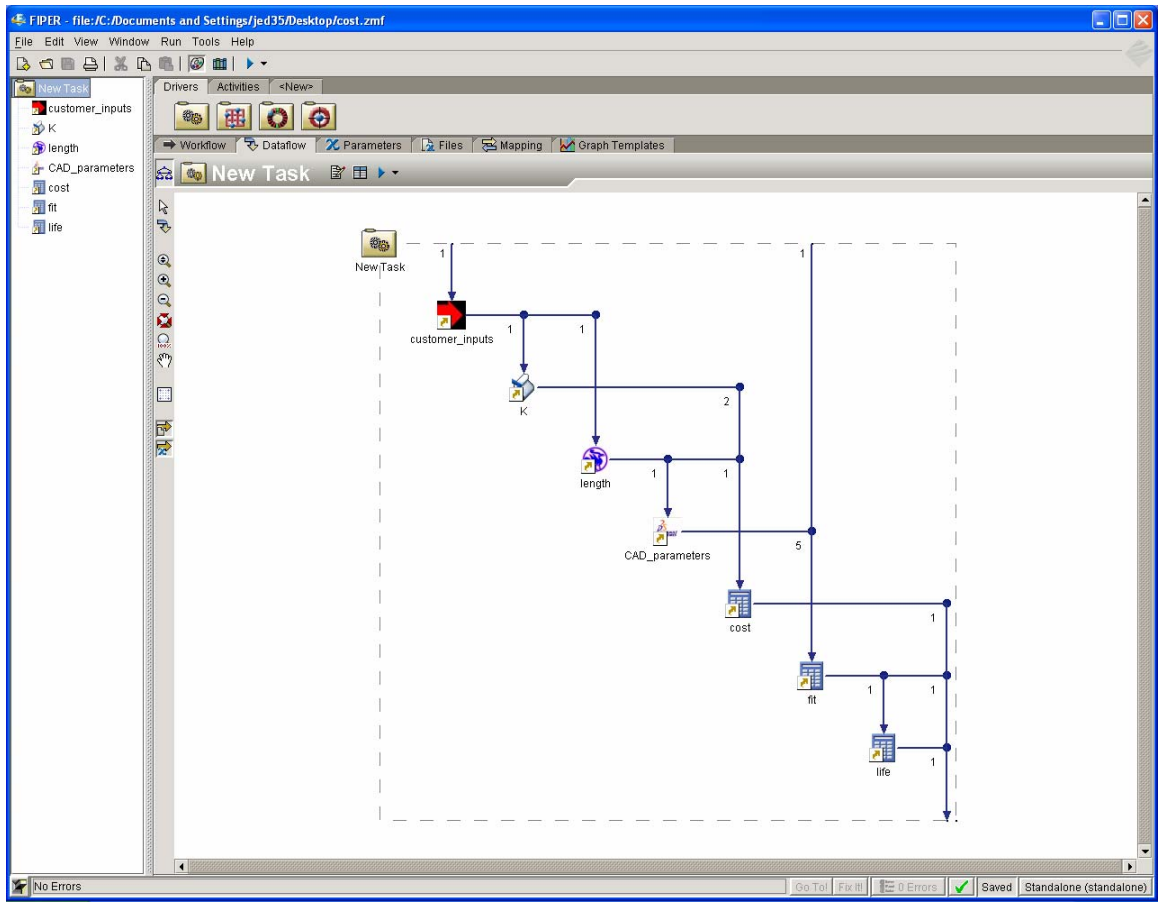 FIPER - file:/C:/Documents and Settings/jed35/Desktop/cost.zmf
File Edit View Window Run Tools Help
New Task
customer_inputs
K
length
CAD_parameters
cost
fit
life
Drivers Activities <New>
Workflow Dataflow Parameters Files Mapping Graph Templates
New Task
100%
New Task
1 1
customer_inputs
1 1
K
2
length
1 1
CAD_parameters
5
cost
1
fit
1 1
life
1
No Errors Go To! Fix It! 0 Errors Saved Standalone (standalone)